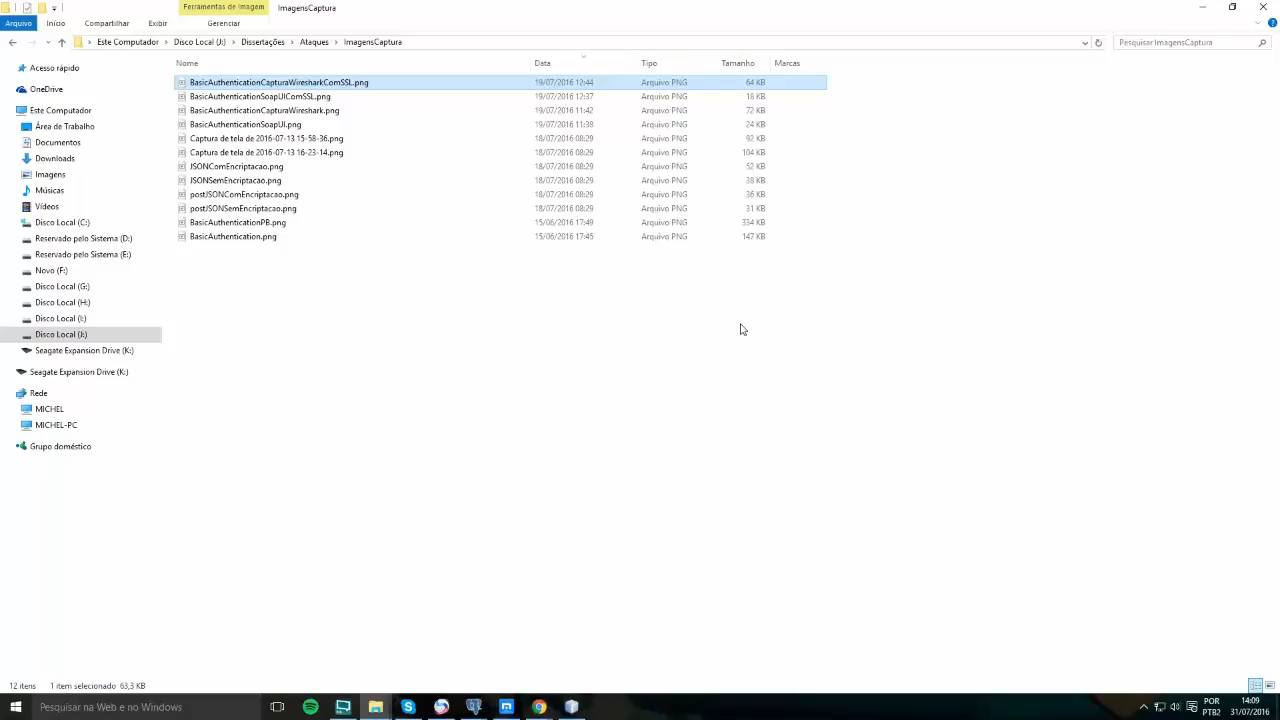 Ferramentas de Imagem
ImagensCaptura
Arquivo
Início
Compartilhar
Exibir
Gerenciar
Este Computador > Disco Local (J:) > Dissertações > Ataques > ImagensCaptura
Pesquisar ImagensCaptura
Nome
Data
Tipo
Tamanho
Marcas
Acesso rápido
OneDrive
Este Computador
Área de Trabalho
Documentos
Downloads
Imagens
Músicas
Vídeos
Disco Local (C:)
Reservado pelo Sistema (D:)
Reservado pelo Sistema (E:)
Novo (F:)
Disco Local (G:)
Disco Local (H:)
Disco Local (I:)
Disco Local (J:)
Seagate Expansion Drive (K:)
Seagate Expansion Drive (K:)
Rede
MICHEL
MICHEL-PC
Grupo doméstico
BasicAuthenticationCapturaWiresharkComSSL.png 19/07/2016 12:44 Arquivo PNG 64 KB
BasicAuthenticationSoapUIComSSL.png 19/07/2016 12:37 Arquivo PNG 18 KB
BasicAuthenticationCapturaWireshark.png 19/07/2016 11:42 Arquivo PNG 72 KB
BasicAuthenticationSoapUI.png 19/07/2016 11:38 Arquivo PNG 24 KB
Captura de tela de 2016-07-13 15-58-36.png 18/07/2016 08:29 Arquivo PNG 92 KB
Captura de tela de 2016-07-13 16-23-14.png 18/07/2016 08:29 Arquivo PNG 104 KB
JSONComEncriptacao.png 18/07/2016 08:29 Arquivo PNG 52 KB
JSONSemEncriptacao.png 18/07/2016 08:29 Arquivo PNG 38 KB
postJSONComEncriptacao.png 18/07/2016 08:29 Arquivo PNG 36 KB
postJSONSemEncriptacao.png 18/07/2016 08:29 Arquivo PNG 31 KB
BasicAuthenticationPB.png 15/06/2016 17:49 Arquivo PNG 334 KB
BasicAuthentication.png 15/06/2016 17:45 Arquivo PNG 147 KB
12 itens
1 item selecionado 63,3 KB
Pesquisar na Web e no Windows
POR
PTB2
14:09
31/07/2016